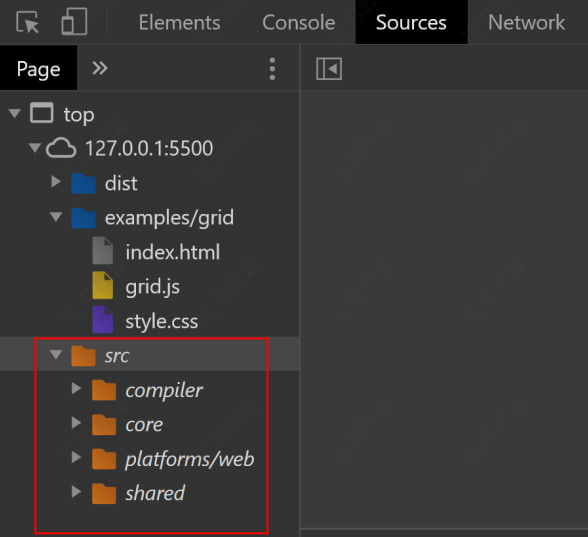 Elements Console Sources Network
Page
top
127.0.0.1:5500
dist
examples/grid
index.html
grid.js
style.css
src
compiler
core
platforms/web
shared